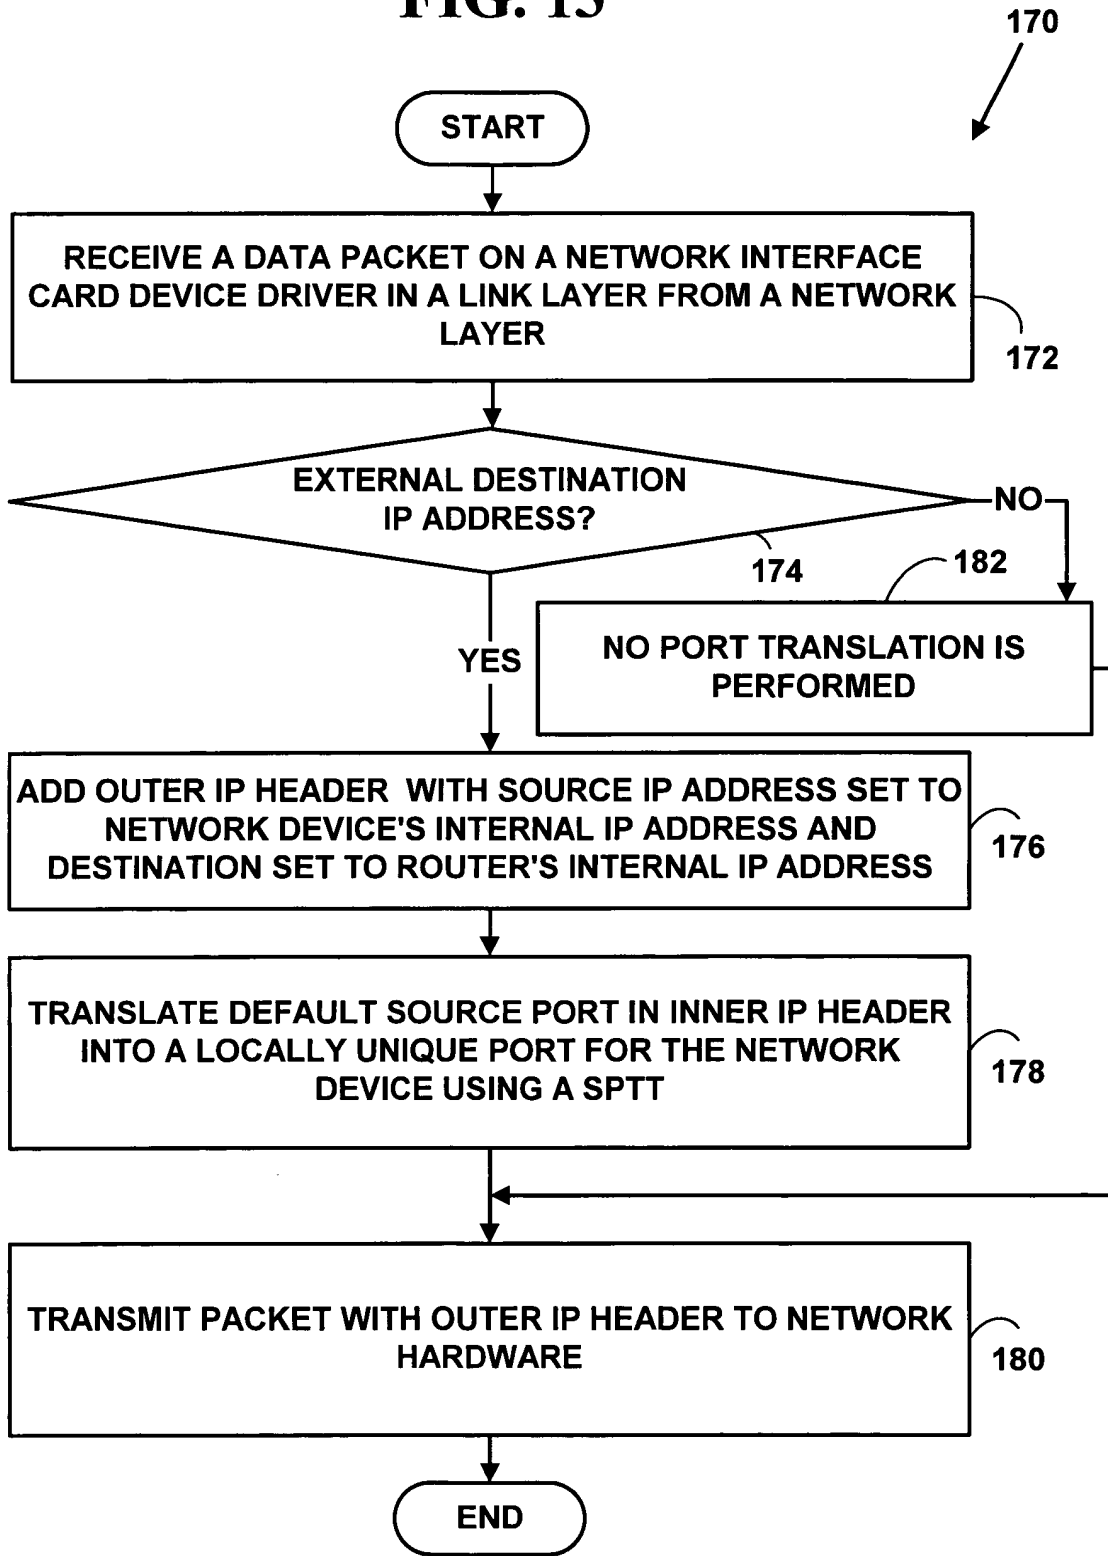 170
START
RECEIVE A DATA PACKET ON A NETWORK INTERFACE
CARD DEVICE DRIVER IN A LINK LAYER FROM A NETWORK
LAYER
172
EXTERNAL DESTINATION
IP ADDRESS?
NO
174
182
NO PORT TRANSLATION IS
PERFORMED
YES
ADD OUTER IP HEADER WITH SOURCE IP ADDRESS SET TO
NETWORK DEVICE'S INTERNAL IP ADDRESS AND
DESTINATION SET TO ROUTER'S INTERNAL IP ADDRESS
176
TRANSLATE DEFAULT SOURCE PORT IN INNER IP HEADER
INTO A LOCALLY UNIQUE PORT FOR THE NETWORK
DEVICE USING A SPTT
178
TRANSMIT PACKET WITH OUTER IP HEADER TO NETWORK
HARDWARE
180
END